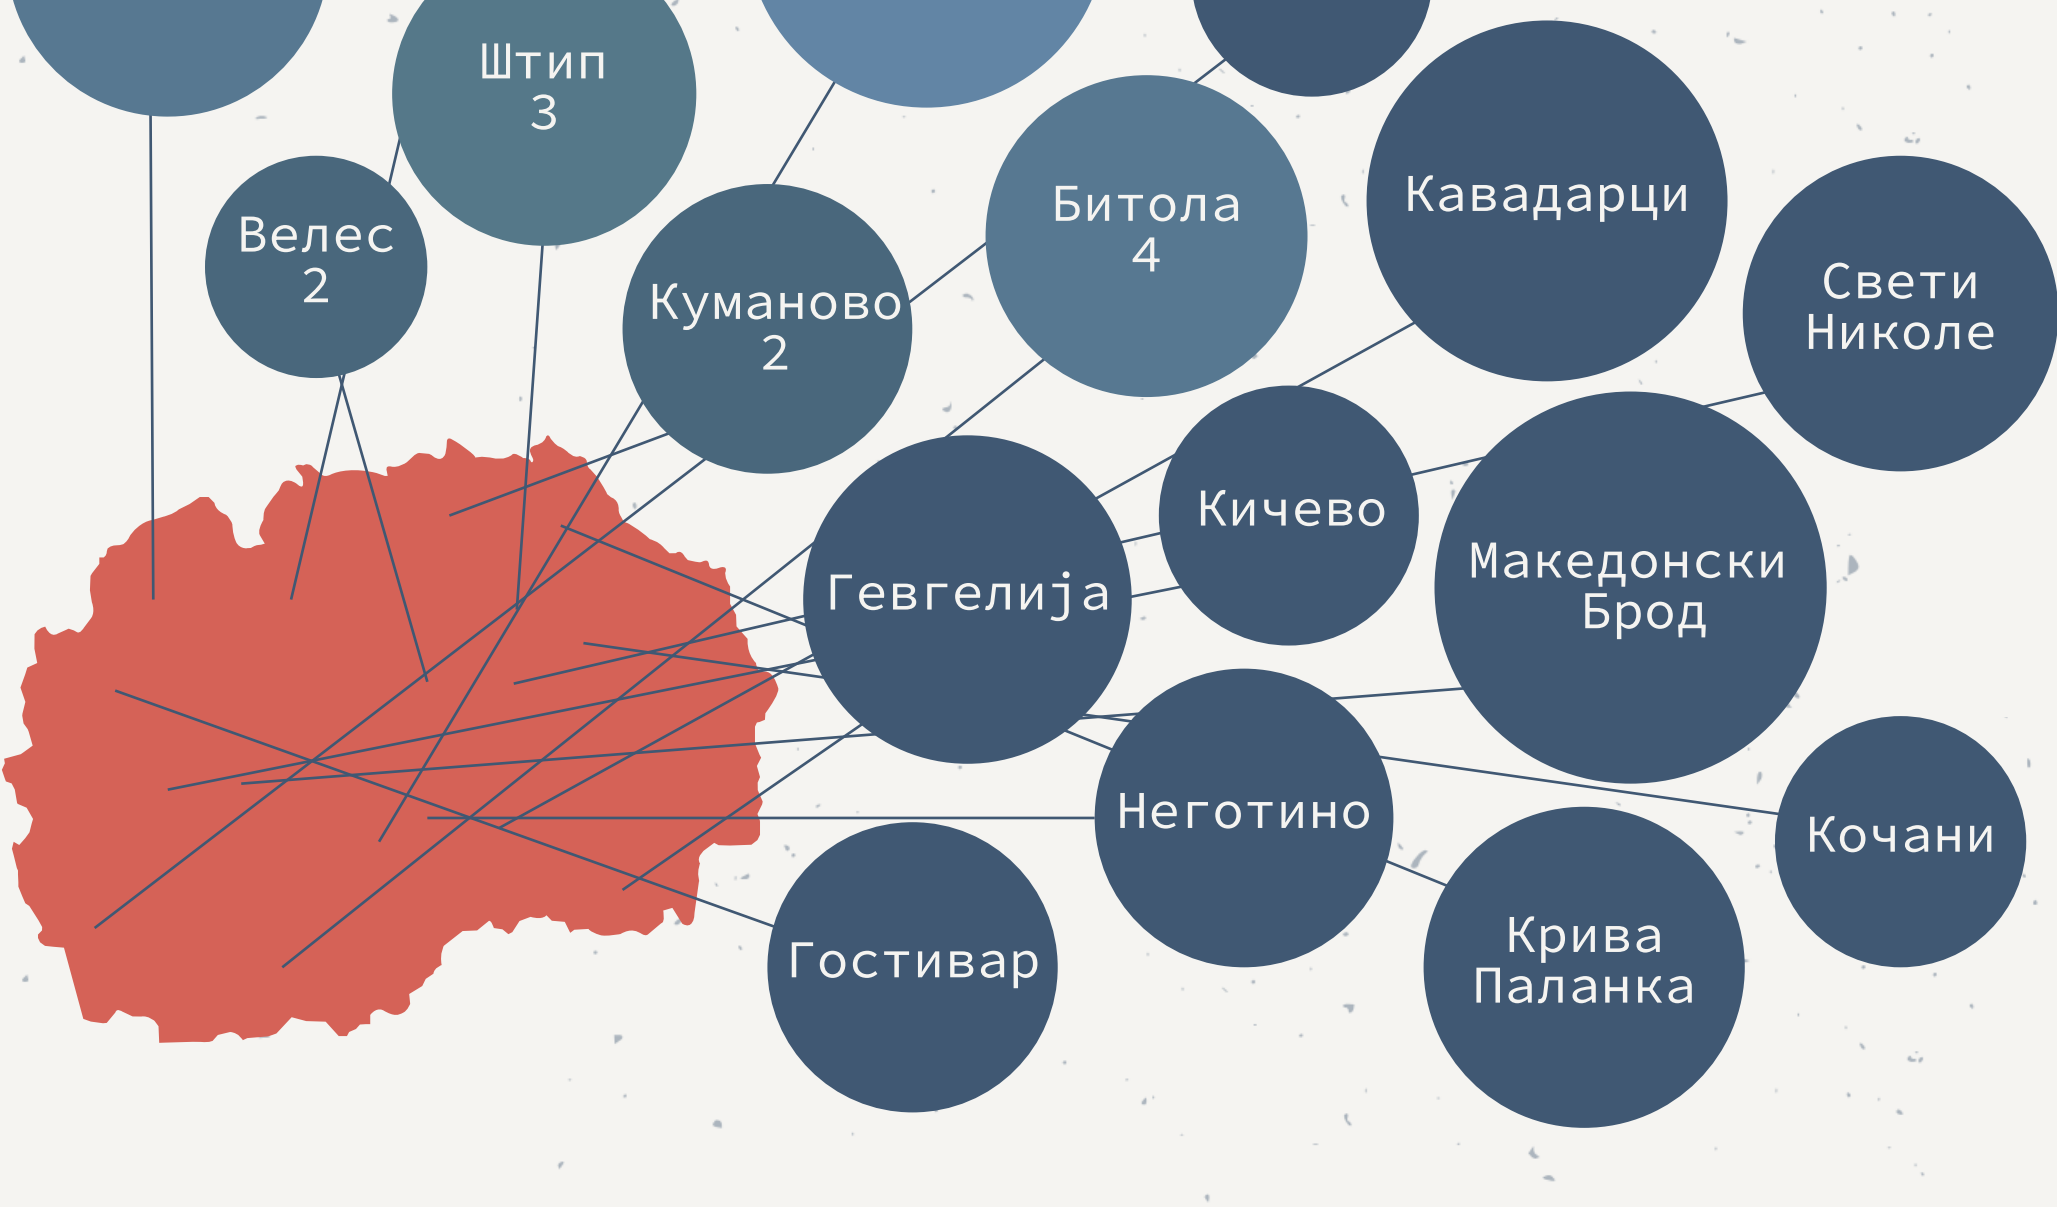 Штип
3
Велес
2
Куманово
2
Битола
4
Кавадарци
Свети
Николе
Гевгелија
Кичево
Македонски
Брод
Неготино
Кочани
Гостивар
Крива
Паланка